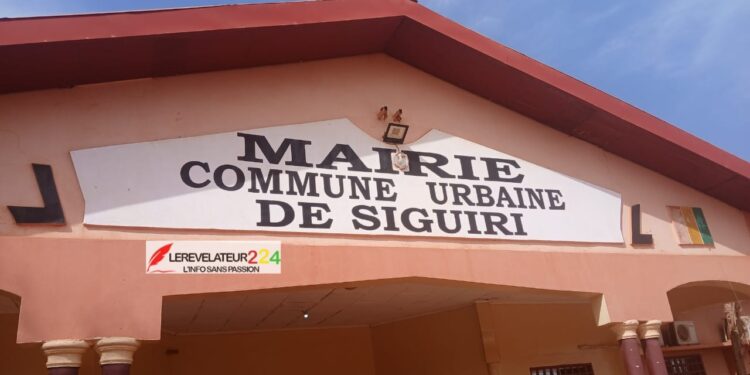 MAIRIE
COMMUNE URBAINE
DE SIGUIRI
LEREVELATEUR224
L'INFO SANS PASSION